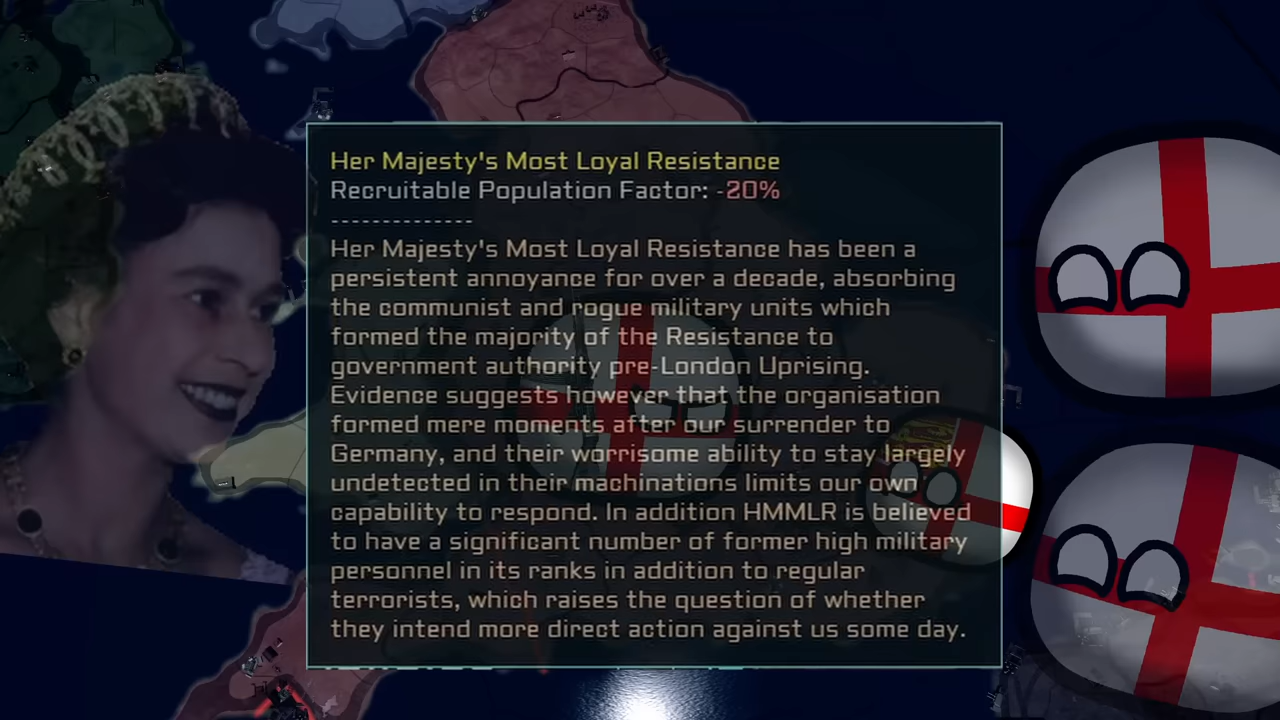 Her Majesty's Most Loyal Resistance
Recruitable Population Factor: -20%
--------------
Her Majesty's Most Loyal Resistance has been a
persistent annoyance for over a decade, absorbing
the communist and rogue military units which
formed the majority of the Resistance to
government authority pre-London Uprising.
Evidence suggests however that the organisation
formed mere moments after our surrender to
Germany, and their worrisome ability to stay largely
undetected in their machinations limits our own
capability to respond. In addition HMMLR is believed
to have a significant number of former high military
personnel in its ranks in addition to regular
terrorists, which raises the question of whether
they intend more direct action against us some day.